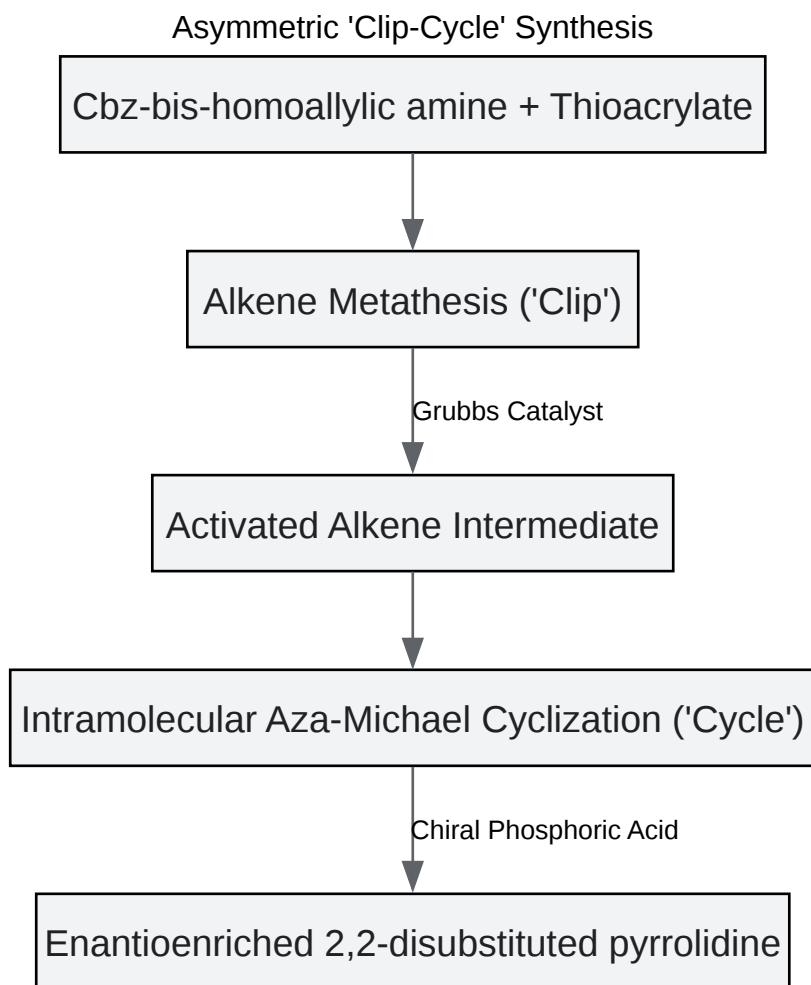 Asymmetric 'Clip-Cycle' Synthesis
Cbz-bis-homoallylic amine + Thioacrylate
Alkene Metathesis ('Clip')
Grubbs Catalyst
Activated Alkene Intermediate
Intramolecular Aza-Michael Cyclization ('Cycle')
Chiral Phosphoric Acid
Enantioenriched 2,2-disubstituted pyrrolidine